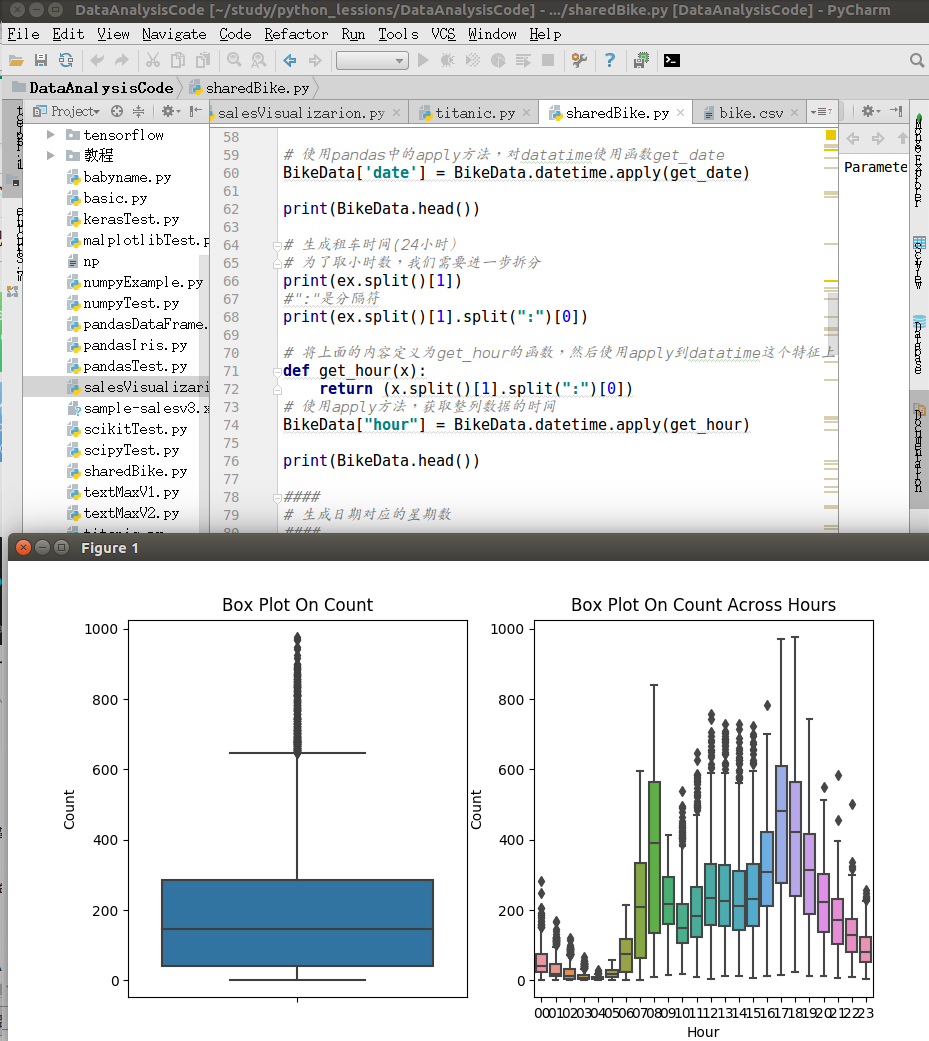 DataAnalysisCode [~/study/python_lessions/DataAnalysisCode] - .../sharedBike.py [DataAnalysisCode] - PyCharm
File Edit View Navigate Code Refactor Run Tools VCS Window Help
DataAnalysisCode sharedBike.py
Project salesVisualizarion.py titanic.py sharedBike.py bike.csv
tensorflow
教程
babyname.py
basic.py
kerasTest.py
malplotlibTest.p
np
numpyExample.py
numpyTest.py
pandasDataFrame.
pandasIris.py
pandasTest.py
salesVisualizari
sample-salesv3.x
scikitTest.py
scipyTest.py
sharedBike.py
textMaxV1.py
textMaxV2.py
58
59 # 使用pandas中的apply方法，对datatime使用函数get_date
60 BikeData['date'] = BikeData.datetime.apply(get_date)
61
62 print(BikeData.head())
63
64 # 生成租车时间(24小时）
65 # 为了取小时数，我们需要进一步拆分
66 print(ex.split()[1])
67 #":"是分隔符
68 print(ex.split()[1].split(":")[0])
69
70 # 将上面的内容定义为get_hour的函数，然后使用apply到datatime这个特征上
71 def get_hour(x):
72 return (x.split()[1].split(":")[0])
73 # 使用apply方法，获取整列数据的时间
74 BikeData["hour"] = BikeData.datetime.apply(get_hour)
75
76 print(BikeData.head())
77
78 ####
79 # 生成日期对应的星期数
80 ####
Paramete
SciView
Database
Documentation
Figure 1
Box Plot On Count
1000
800
600
400
200
0
Count
Box Plot On Count Across Hours
1000
800
600
400
200
0
Count
00 01 02 03 04 05 06 07 08 09 10 11 12 13 14 15 16 17 18 19 20 21 22 23
Hour